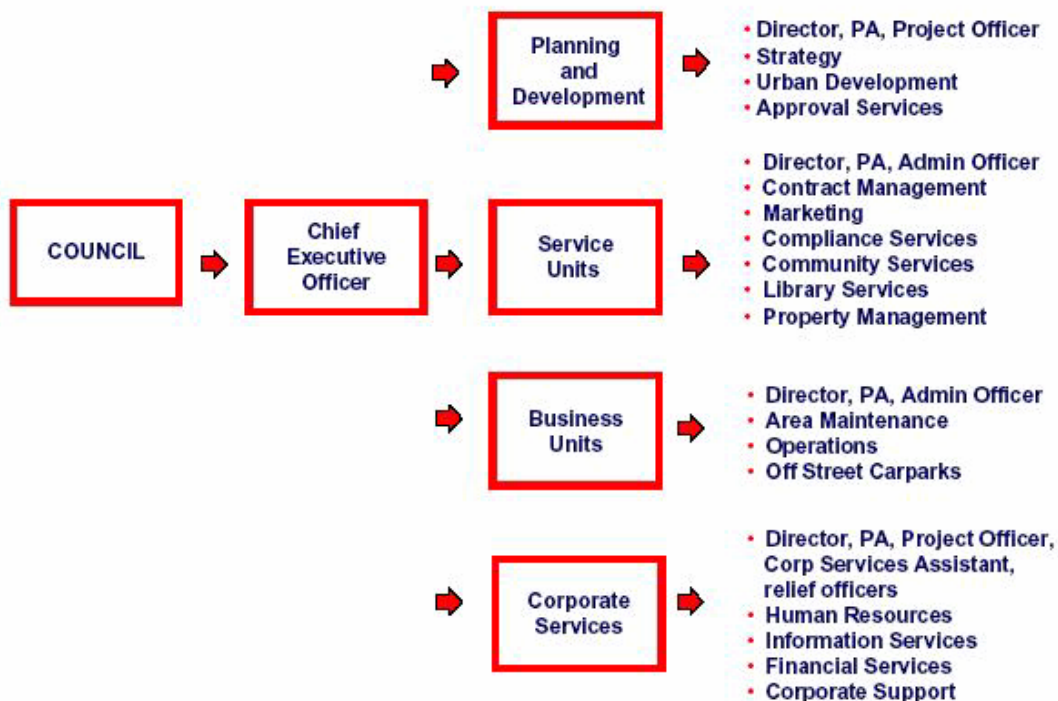 COUNCIL
Chief
Executive
Officer
Planning
and
Development
• Director, PA, Project Officer
• Strategy
• Urban Development
• Approval Services
Service
Units
• Director, PA, Admin Officer
• Contract Management
• Marketing
• Compliance Services
• Community Services
• Library Services
• Property Management
Business
Units
• Director, PA, Admin Officer
• Area Maintenance
• Operations
• Off Street Carparks
Corporate
Services
• Director, PA, Project Officer,
Corp Services Assistant,
relief officers
• Human Resources
• Information Services
• Financial Services
• Corporate Support